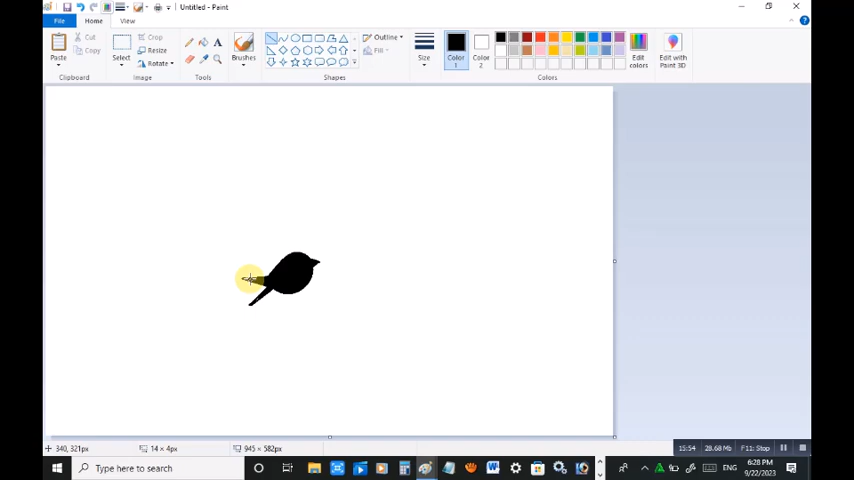 Untitled - Paint
File Home View
Paste Cut Copy Select Crop Resize Rotate A Brushes Outline Fill Size Color 1 Color 2 Edit colors Edit with Paint 3D
Clipboard Image Tools Shapes Colors
340, 321px 14 × 4px 945 × 582px 15:54 28.68 Mb F11: Stop
Type here to search ENG 6:28 PM
9/22/2023